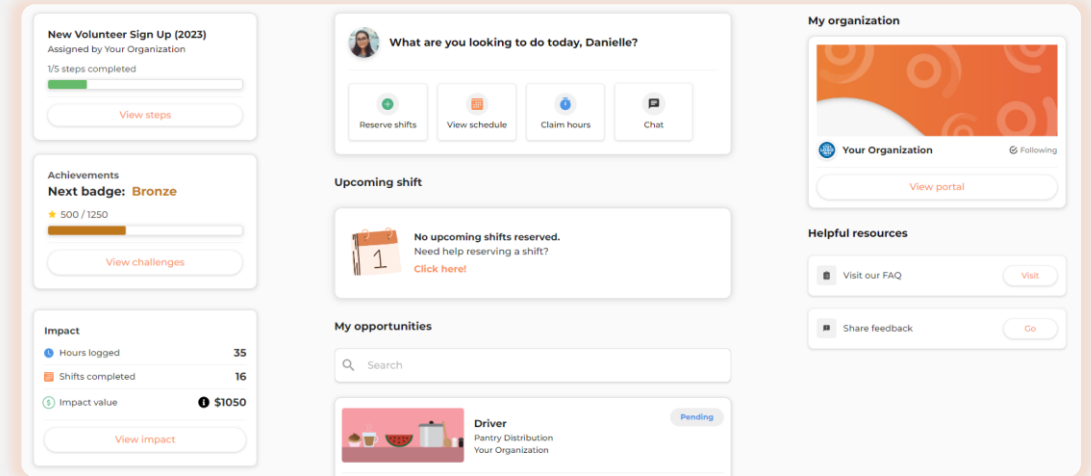 New Volunteer Sign Up (2023)
Assigned by Your Organization
1/5 steps completed
View steps
Achievements
Next badge: Bronze
500 / 1250
View challenges
Impact
Hours logged 35
Shifts completed 16
Impact value $1050
View impact
What are you looking to do today, Danielle?
Reserve shifts
View schedule
Claim hours
Chat
Upcoming shift
1
No upcoming shifts reserved.
Need help reserving a shift?
Click here!
My opportunities
Search
Driver
Pending
Pantry Distribution
Your Organization
My organization
Your Organization
Following
View portal
Helpful resources
Visit our FAQ
Visit
Share feedback
Go